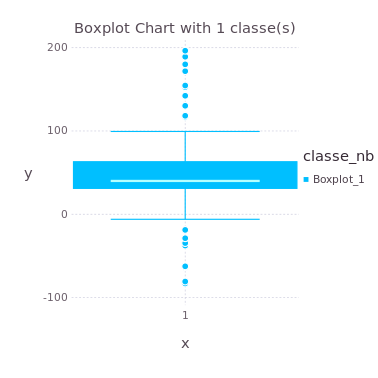 Boxplot Chart with 1 classe(s)
200
100
0
-100
y
1
x
classe_nb
Boxplot_1